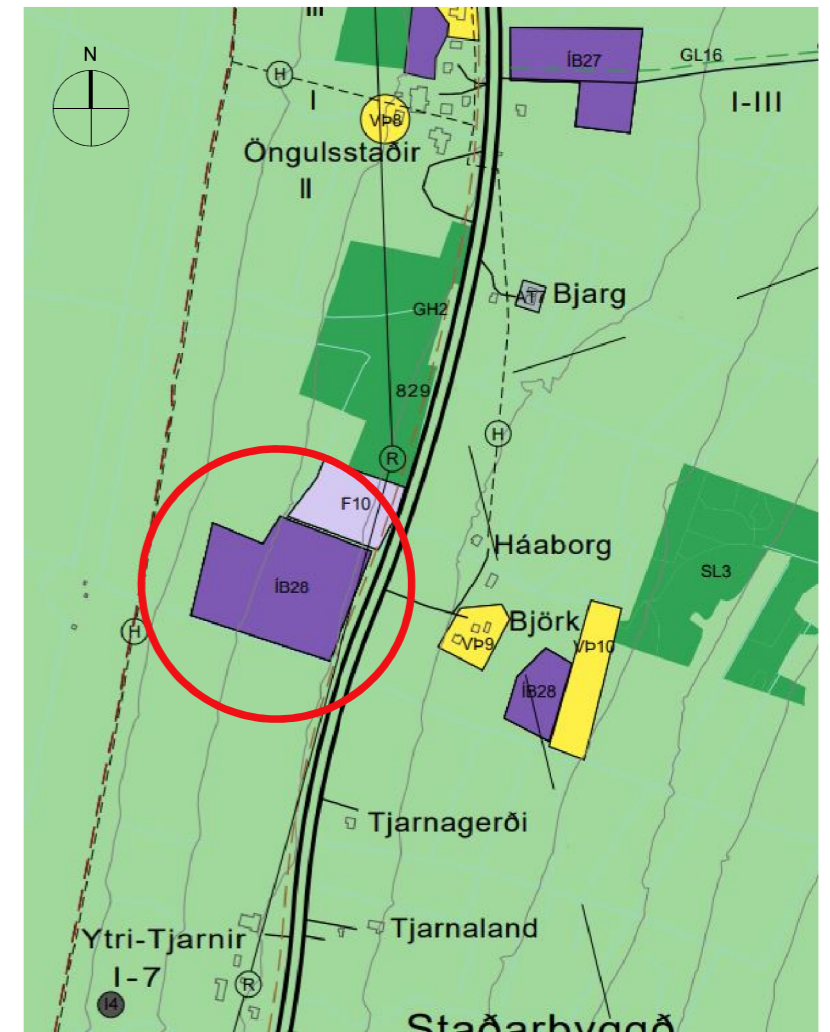 III
N
H
ÍB27
GL16
I-III
I
VÞ8
Öngulsstaðir
II
AT7
Bjarg
GH2
829
H
R
F10
Háaborg
SL3
ÍB28
Björk
H
VÞ9
VÞ10
ÍB28
Tjarnagerði
Tjarnaland
Ytri-Tjarnir
I-7
R
I4
Staðarbyggð